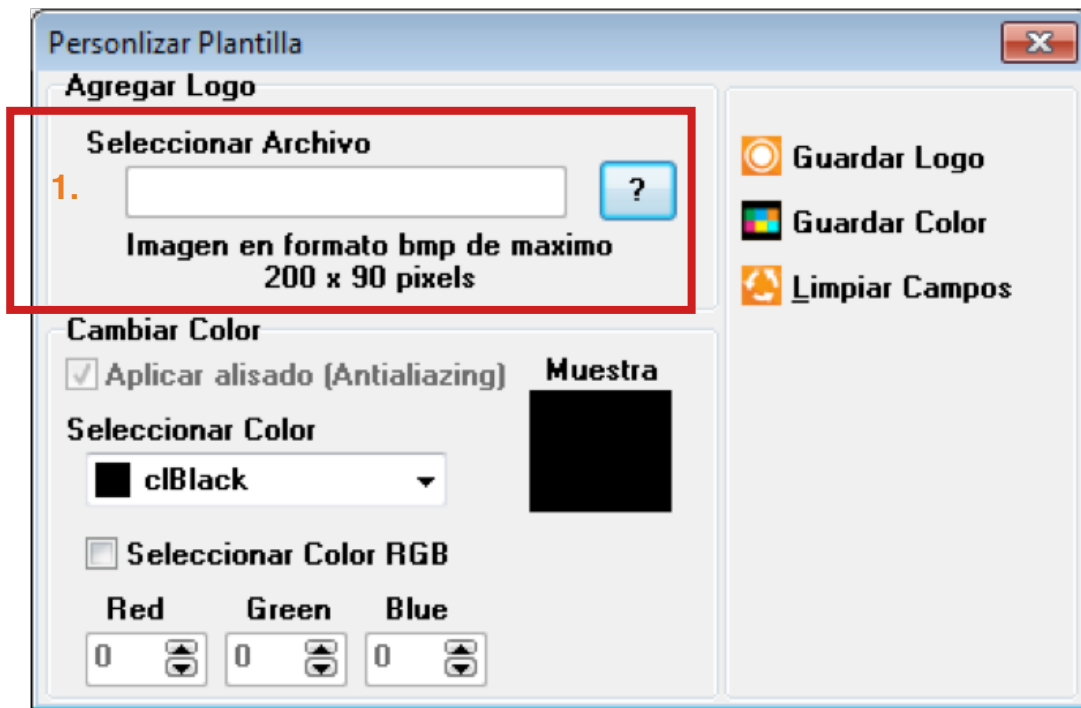 Personlizar Plantilla
Agregar Logo
Seleccionar Archivo
1.
?
Imagen en formato bmp de maximo
200 x 90 pixels
Guardar Logo
Guardar Color
Limpiar Campos
Cambiar Color
Aplicar alisado (Antialiazing)
Muestra
Seleccionar Color
clBlack
Seleccionar Color RGB
Red Green Blue
0 0 0